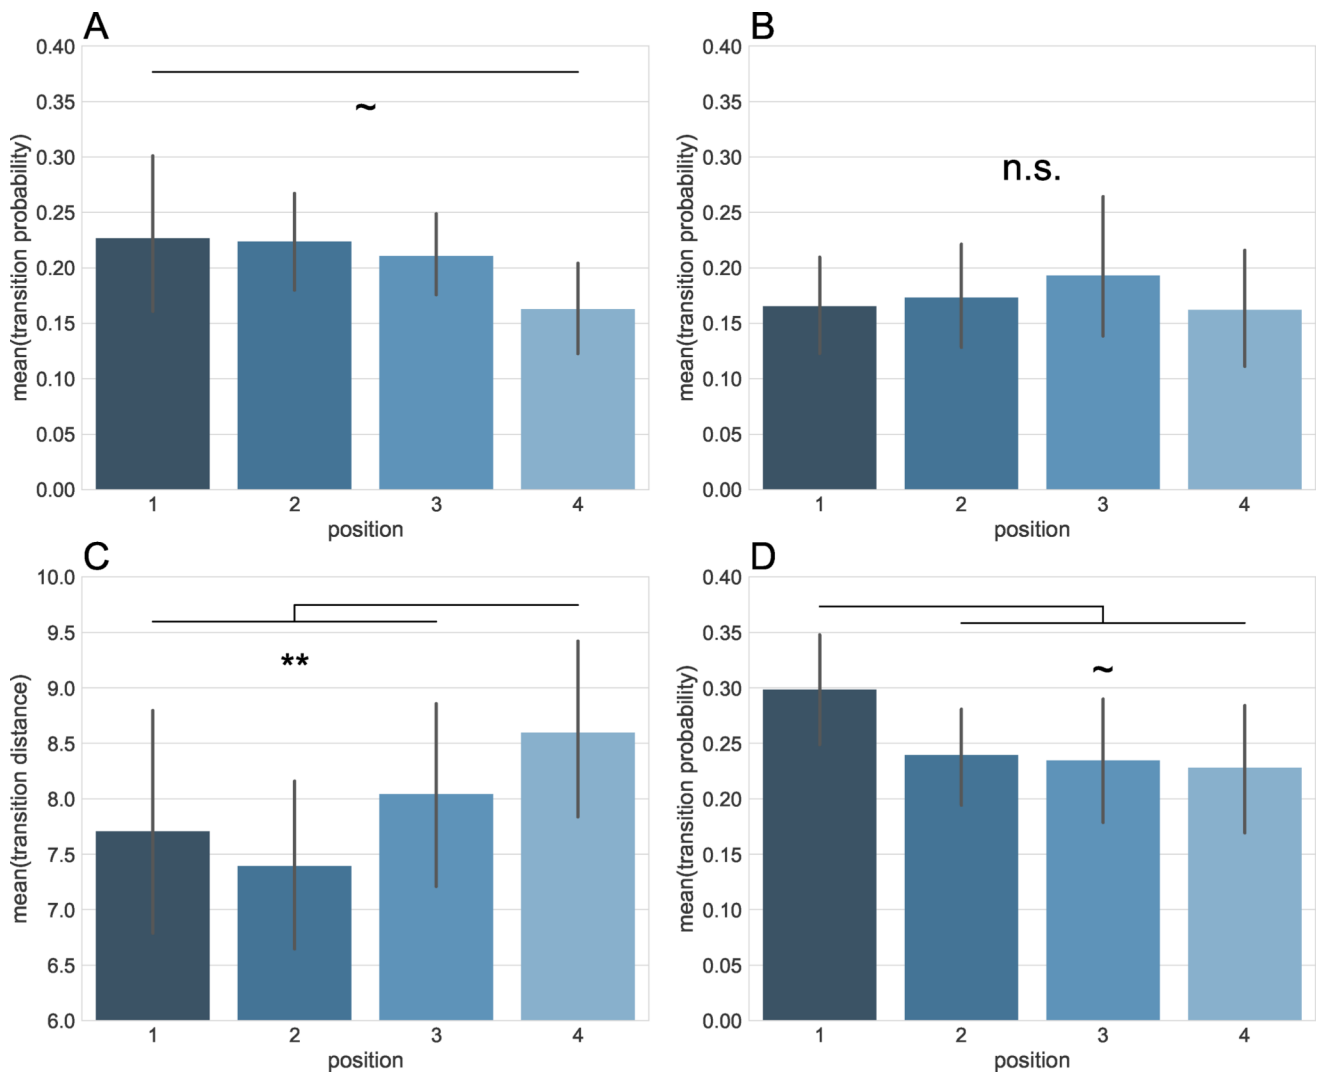 A
0.40
0.35
0.30
0.25
0.20
0.15
0.10
0.05
0.00
mean(transition probability)
~
1 2 3 4
position
B
0.40
0.35
0.30
0.25
0.20
0.15
0.10
0.05
0.00
mean(transition probability)
n.s.
1 2 3 4
position
C
10.0
9.5
9.0
8.5
8.0
7.5
7.0
6.5
6.0
mean(transition distance)
**
1 2 3 4
position
D
0.40
0.35
0.30
0.25
0.20
0.15
0.10
0.05
0.00
mean(transition probability)
~
1 2 3 4
position